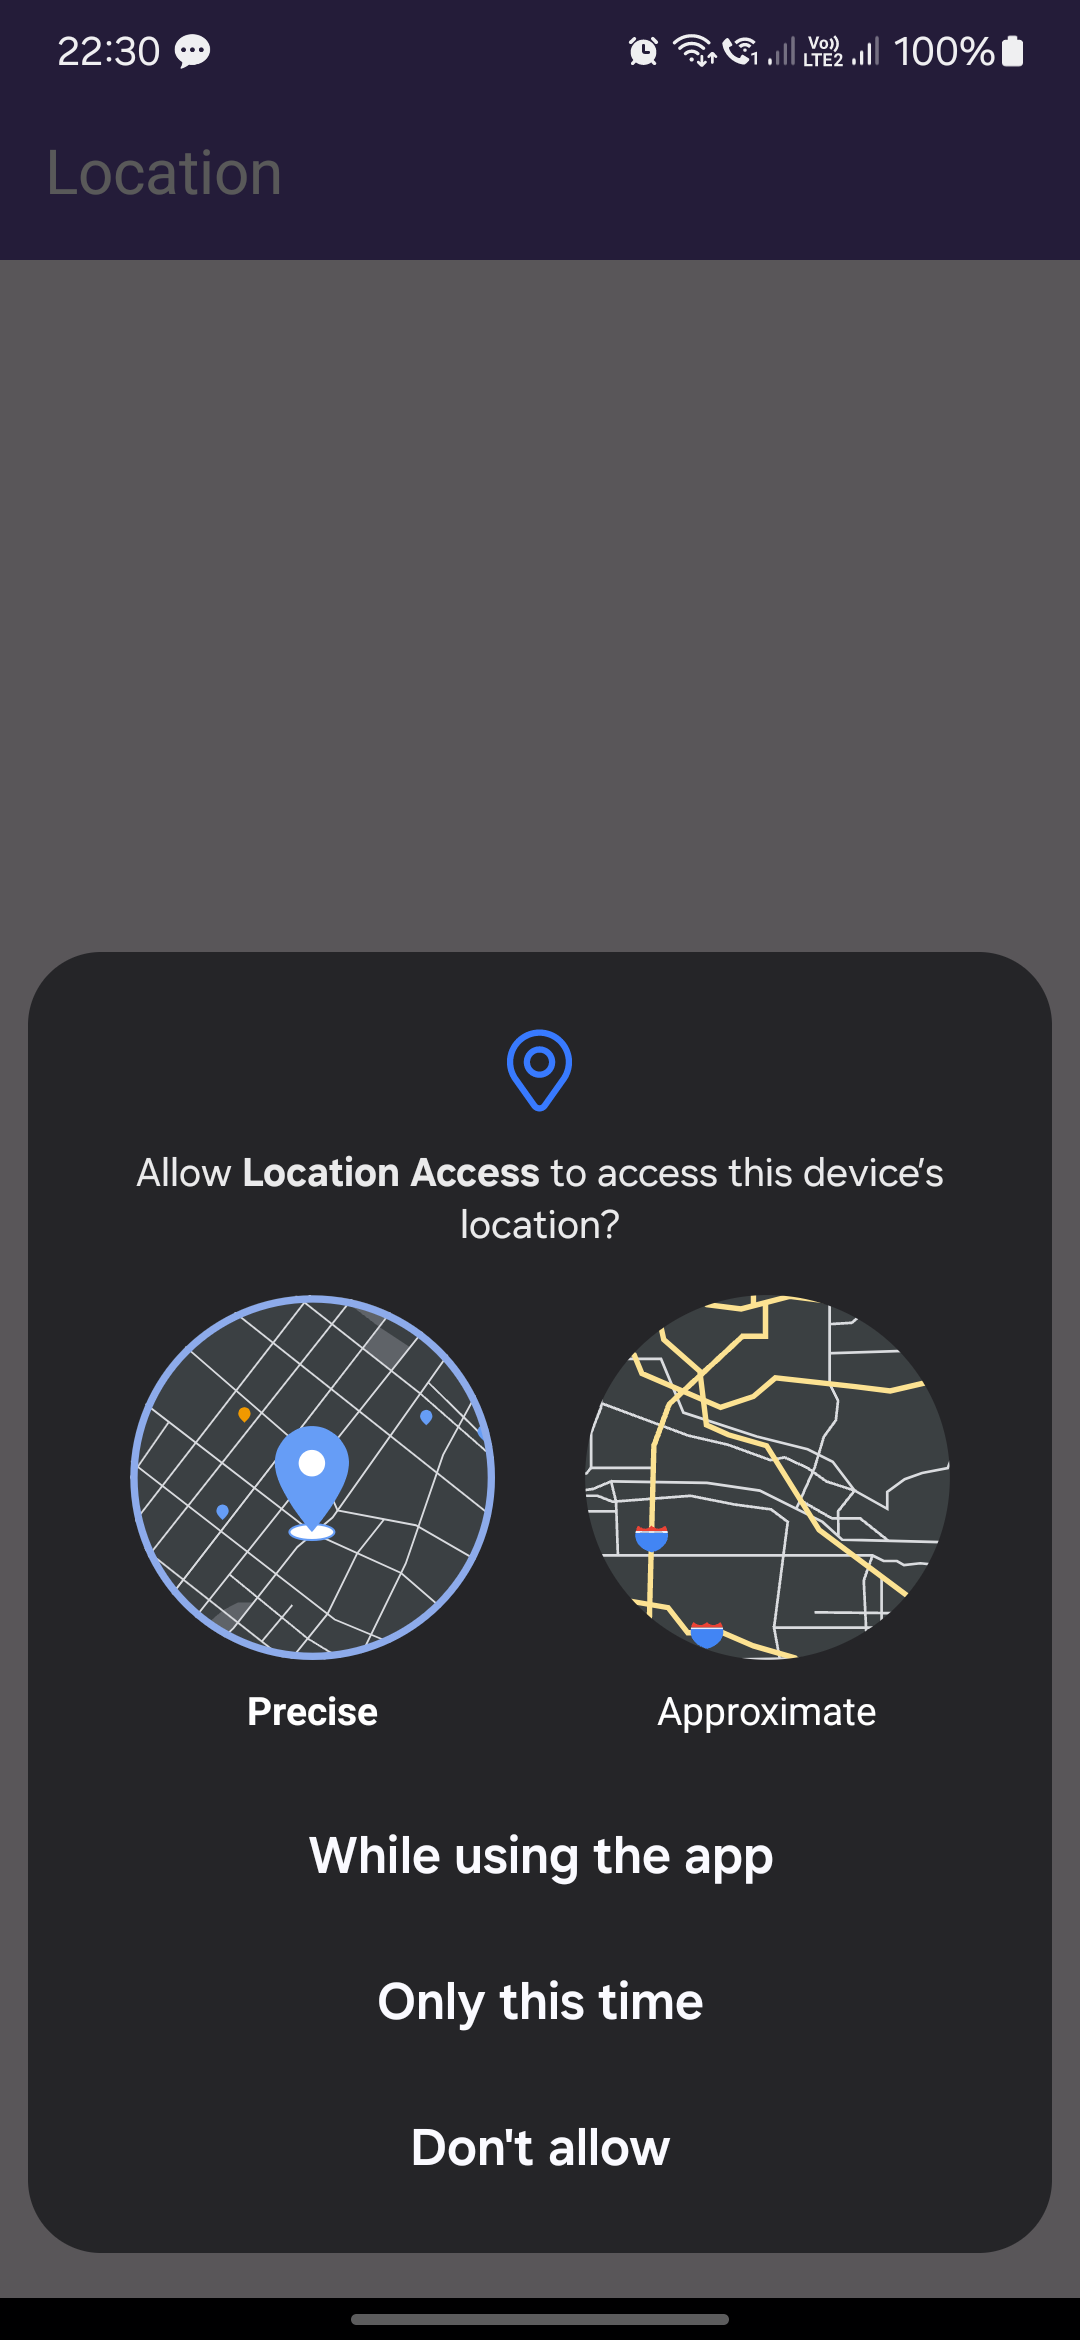 22:30
1 Vo)) LTE2 100%
Location
Allow Location Access to access this device's
location?
Precise
Approximate
While using the app
Only this time
Don't allow